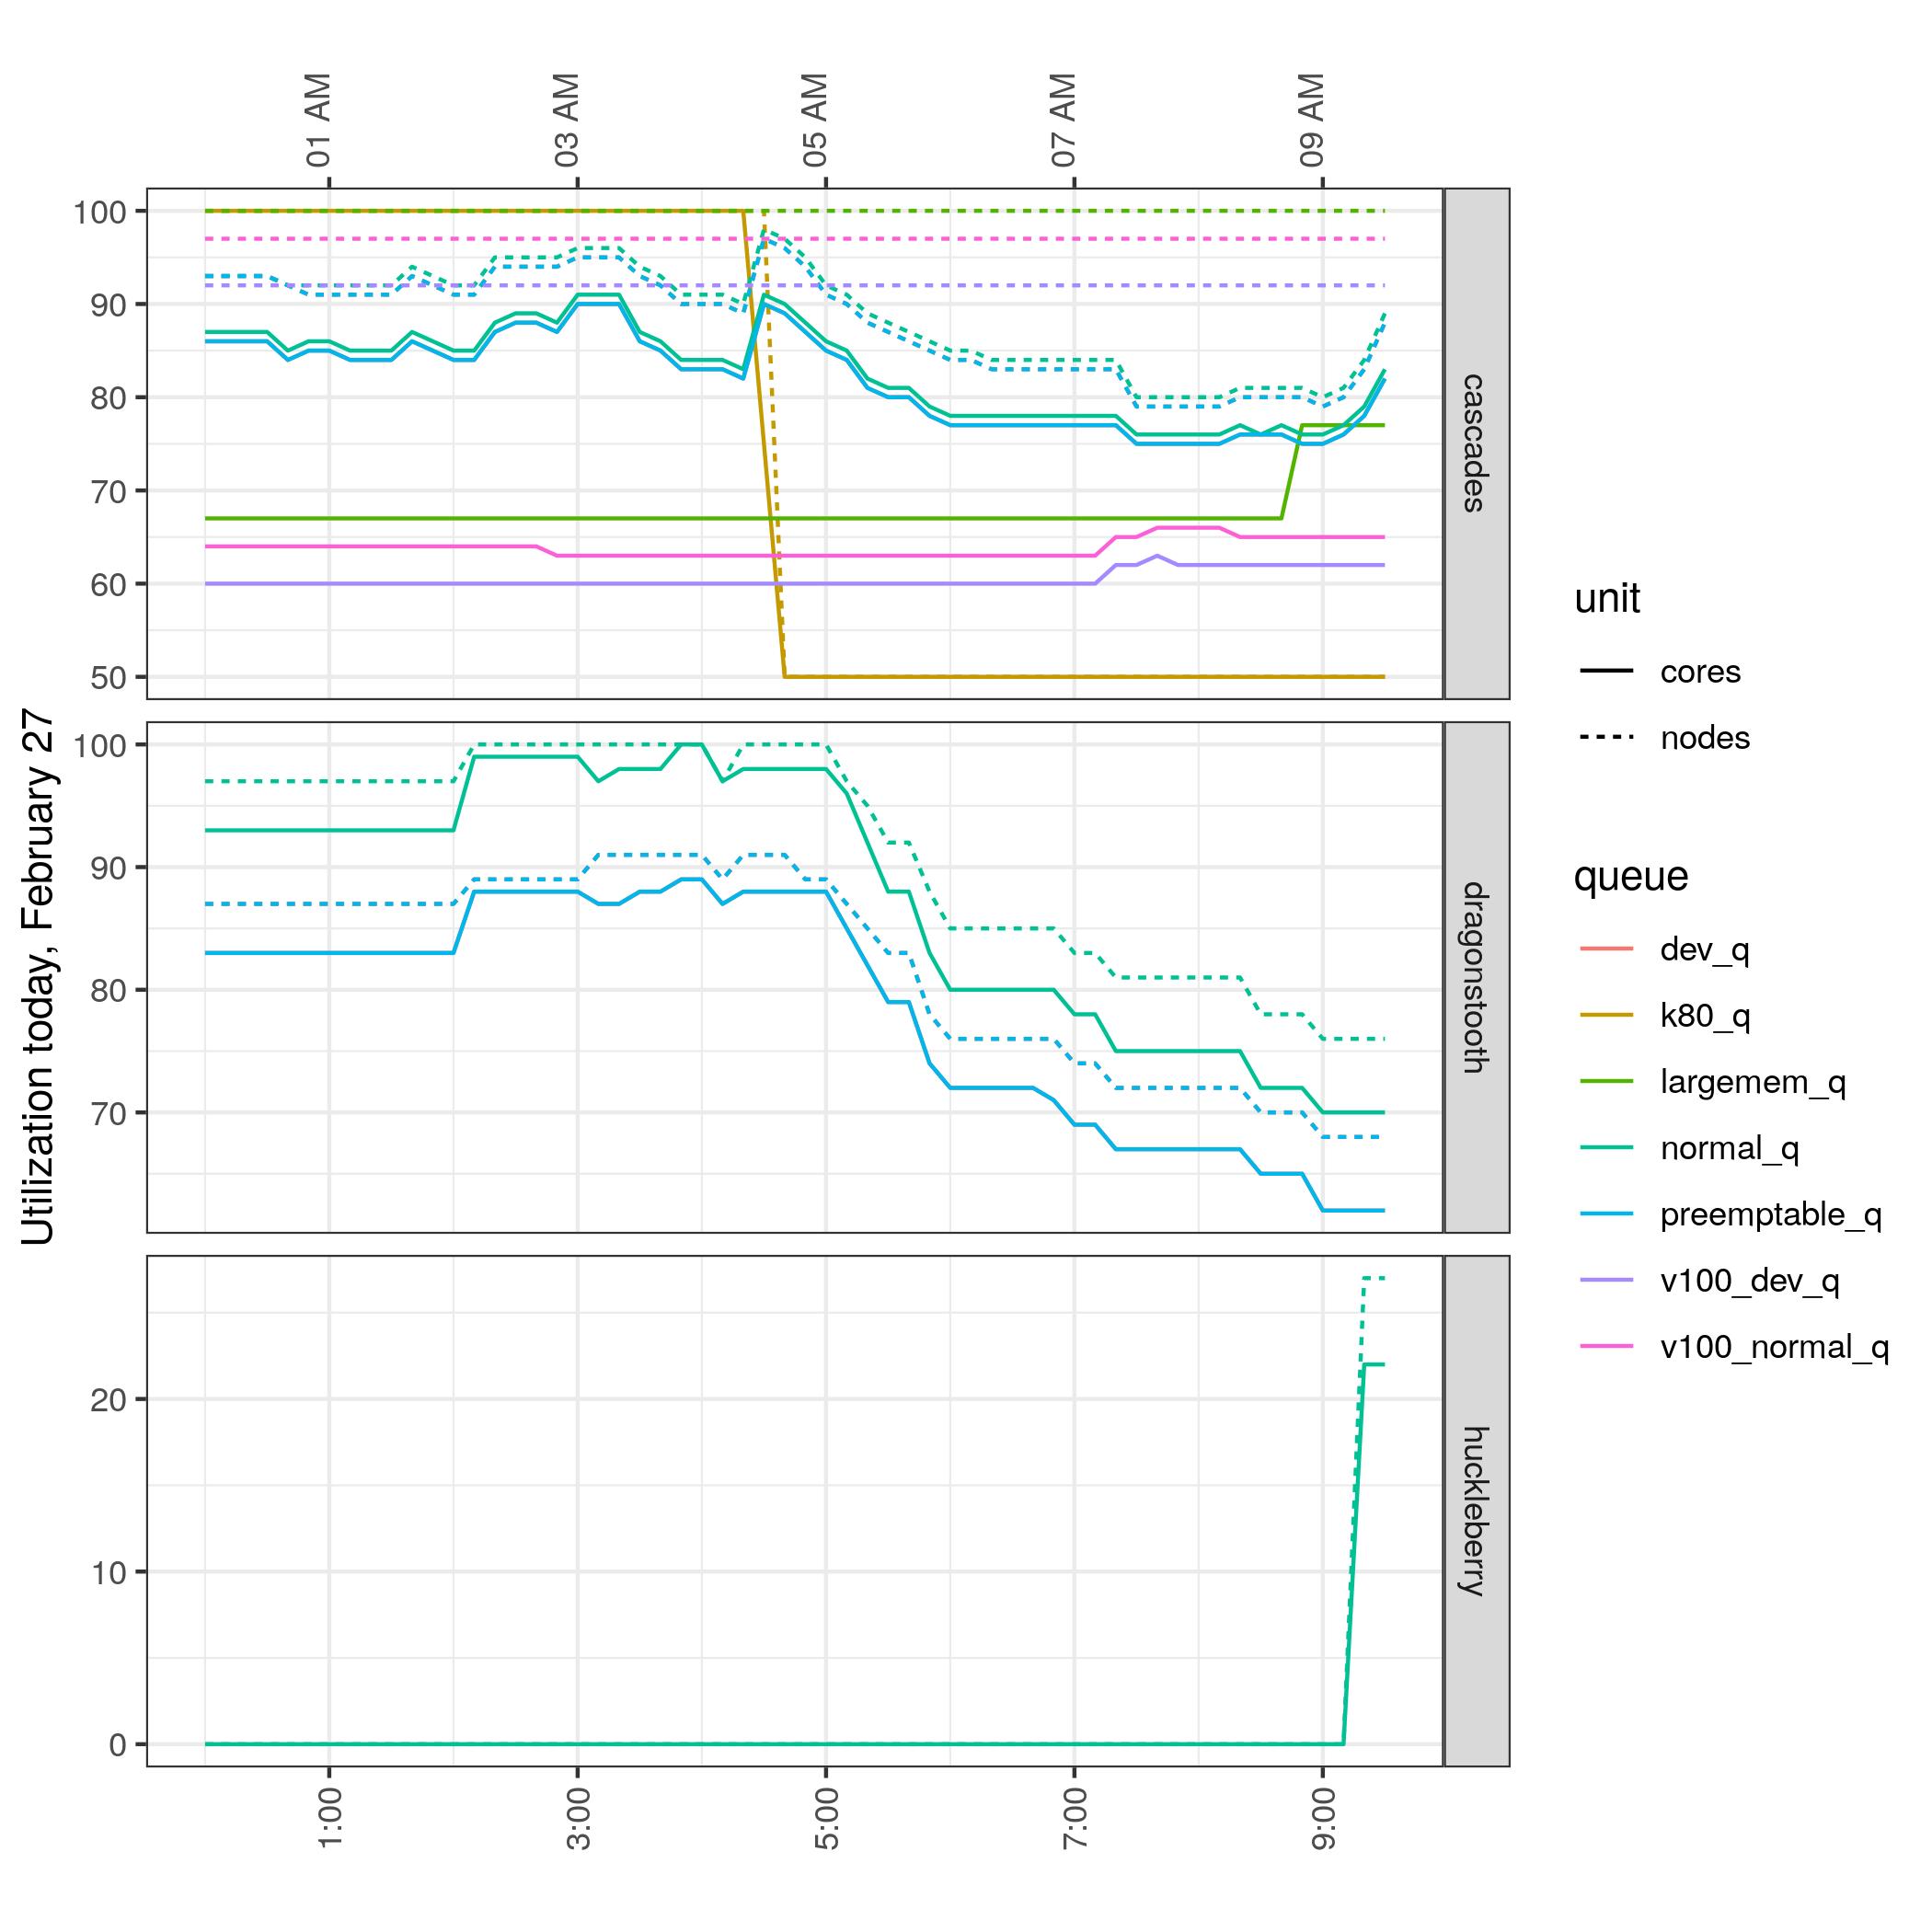 01 AM
03 AM
05 AM
07 AM
09 AM
Utilization today, February 27
100
90
80
70
60
50
cascades
100
90
80
70
dragonstooth
20
10
0
huckleberry
1:00
3:00
5:00
7:00
9:00
unit
cores
nodes
queue
dev_q
k80_q
largemem_q
normal_q
preemptable_q
v100_dev_q
v100_normal_q